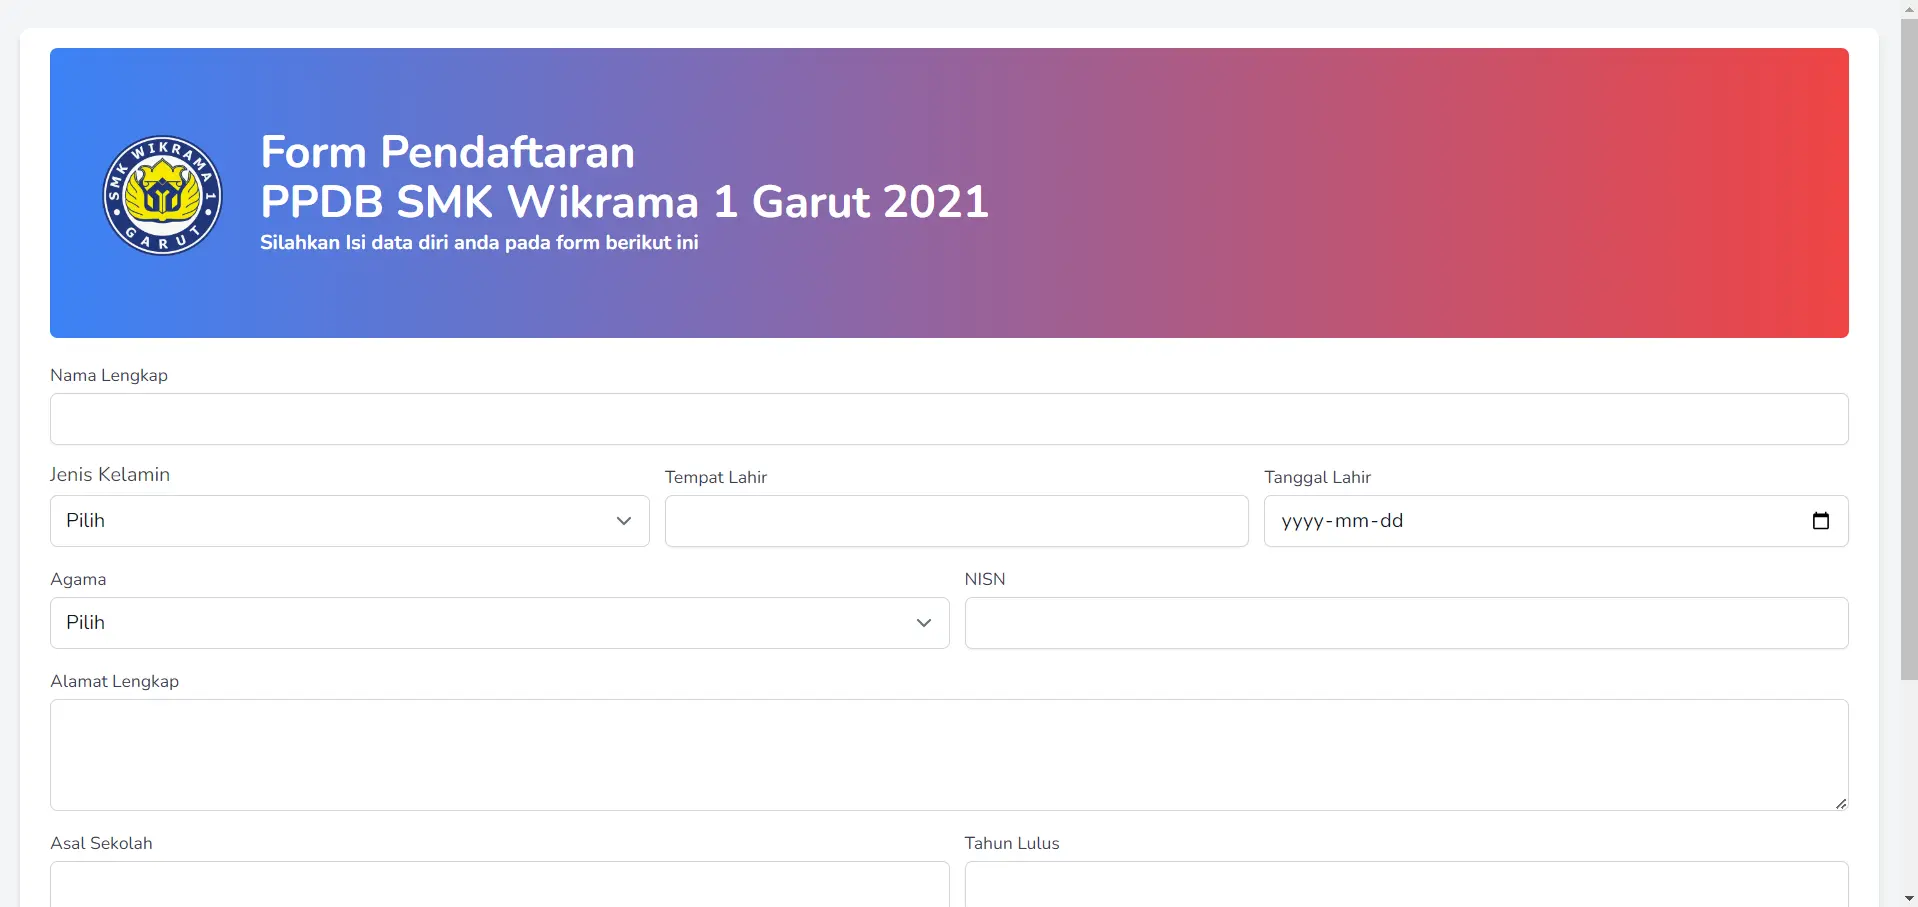 SMK WIKRAMA 1
GARUT
Form Pendaftaran
PPDB SMK Wikrama 1 Garut 2021
Silahkan Isi data diri anda pada form berikut ini
Nama Lengkap
Jenis Kelamin
Tempat Lahir
Tanggal Lahir
Pilih
yyyy-mm-dd
Agama
NISN
Pilih
Alamat Lengkap
Asal Sekolah
Tahun Lulus